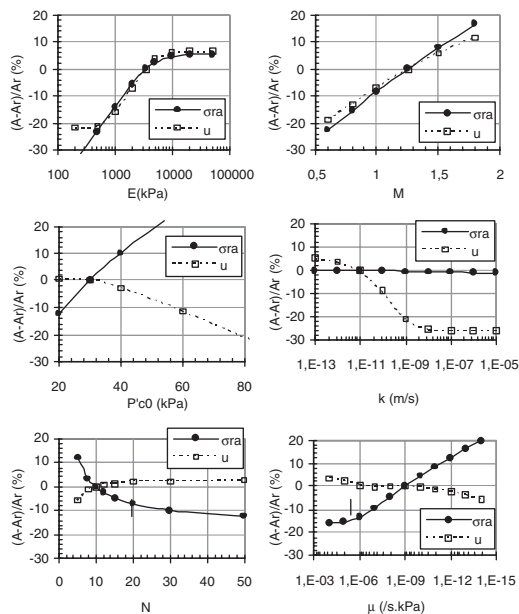 (A-Ar)/Ar (%)
20
10
0
-10
-20
-30
σra
u
100
1000
10000
100000
E(kPa)
(A-Ar)/Ar (%)
20
10
0
-10
-20
-30
σra
u
0,5
1
1,5
2
M
(A-Ar)/Ar (%)
20
10
0
-10
-20
-30
σra
u
20
40
60
80
P'c0 (kPa)
(A-Ar)/Ar (%)
20
10
0
-10
-20
-30
-40
σra
u
1,E-13
1,E-11
1,E-09
1,E-07
1,E-05
k (m/s)
(A-Ar)/Ar (%)
20
10
0
-10
-20
-30
σra
u
0
10
20
30
40
50
N
(A-Ar)/Ar (%)
20
10
0
-10
-20
-30
σra
u
1,E-03
1,E-06
1,E-09
1,E-12
1,E-15
μ (/s.kPa)